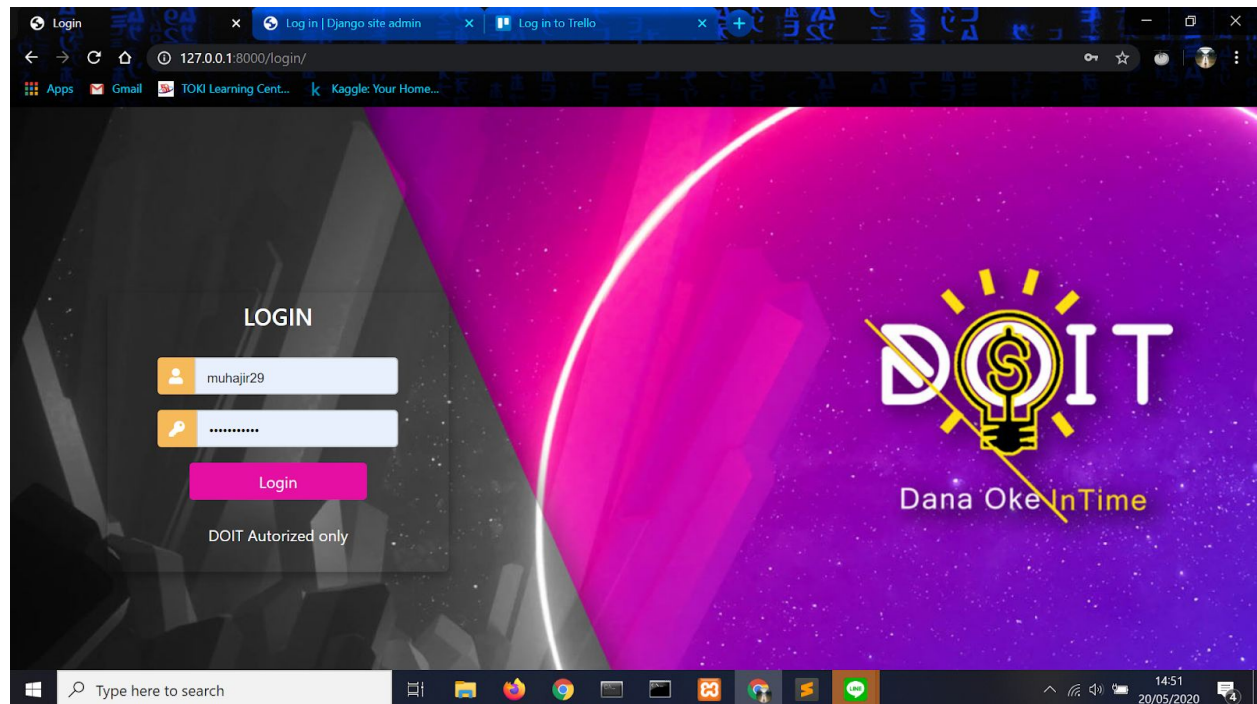 Login
Log in | Django site admin
Log in to Trello
127.0.0.1:8000/login/
Apps
Gmail
TOKI Learning Cent...
Kaggle: Your Home...
LOGIN
muhajir29
•••••••••••
Login
DOIT Autorized only
DOIT
Dana Oke InTime
Type here to search
LINE
14:51
20/05/2020
4